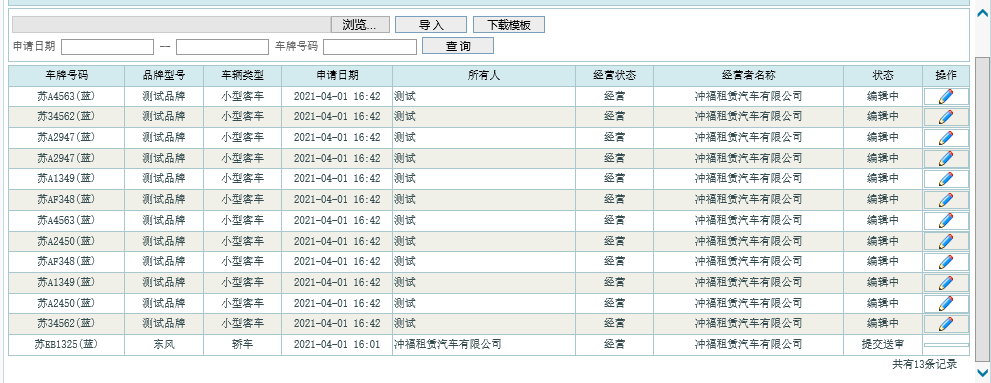 浏览... 导 入 下载模板
申请日期 — 车牌号码 查 询
车牌号码 品牌型号 车辆类型 申请日期 所有人 经营状态 经营者名称 状态 操作
苏A4563(蓝) 测试品牌 小型客车 2021-04-01 16:42 测试 经营 冲福租赁汽车有限公司 编辑中
苏34562(蓝) 测试品牌 小型客车 2021-04-01 16:42 测试 经营 冲福租赁汽车有限公司 编辑中
苏A2947(蓝) 测试品牌 小型客车 2021-04-01 16:42 测试 经营 冲福租赁汽车有限公司 编辑中
苏A2947(蓝) 测试品牌 小型客车 2021-04-01 16:42 测试 经营 冲福租赁汽车有限公司 编辑中
苏A1349(蓝) 测试品牌 小型客车 2021-04-01 16:42 测试 经营 冲福租赁汽车有限公司 编辑中
苏AF348(蓝) 测试品牌 小型客车 2021-04-01 16:42 测试 经营 冲福租赁汽车有限公司 编辑中
苏A4563(蓝) 测试品牌 小型客车 2021-04-01 16:42 测试 经营 冲福租赁汽车有限公司 编辑中
苏A2450(蓝) 测试品牌 小型客车 2021-04-01 16:42 测试 经营 冲福租赁汽车有限公司 编辑中
苏AF348(蓝) 测试品牌 小型客车 2021-04-01 16:42 测试 经营 冲福租赁汽车有限公司 编辑中
苏A1349(蓝) 测试品牌 小型客车 2021-04-01 16:42 测试 经营 冲福租赁汽车有限公司 编辑中
苏A2450(蓝) 测试品牌 小型客车 2021-04-01 16:42 测试 经营 冲福租赁汽车有限公司 编辑中
苏34562(蓝) 测试品牌 小型客车 2021-04-01 16:42 测试 经营 冲福租赁汽车有限公司 编辑中
苏EB1325(蓝) 东风 轿车 2021-04-01 16:01 冲福租赁汽车有限公司 经营 冲福租赁汽车有限公司 提交送审
共有13条记录